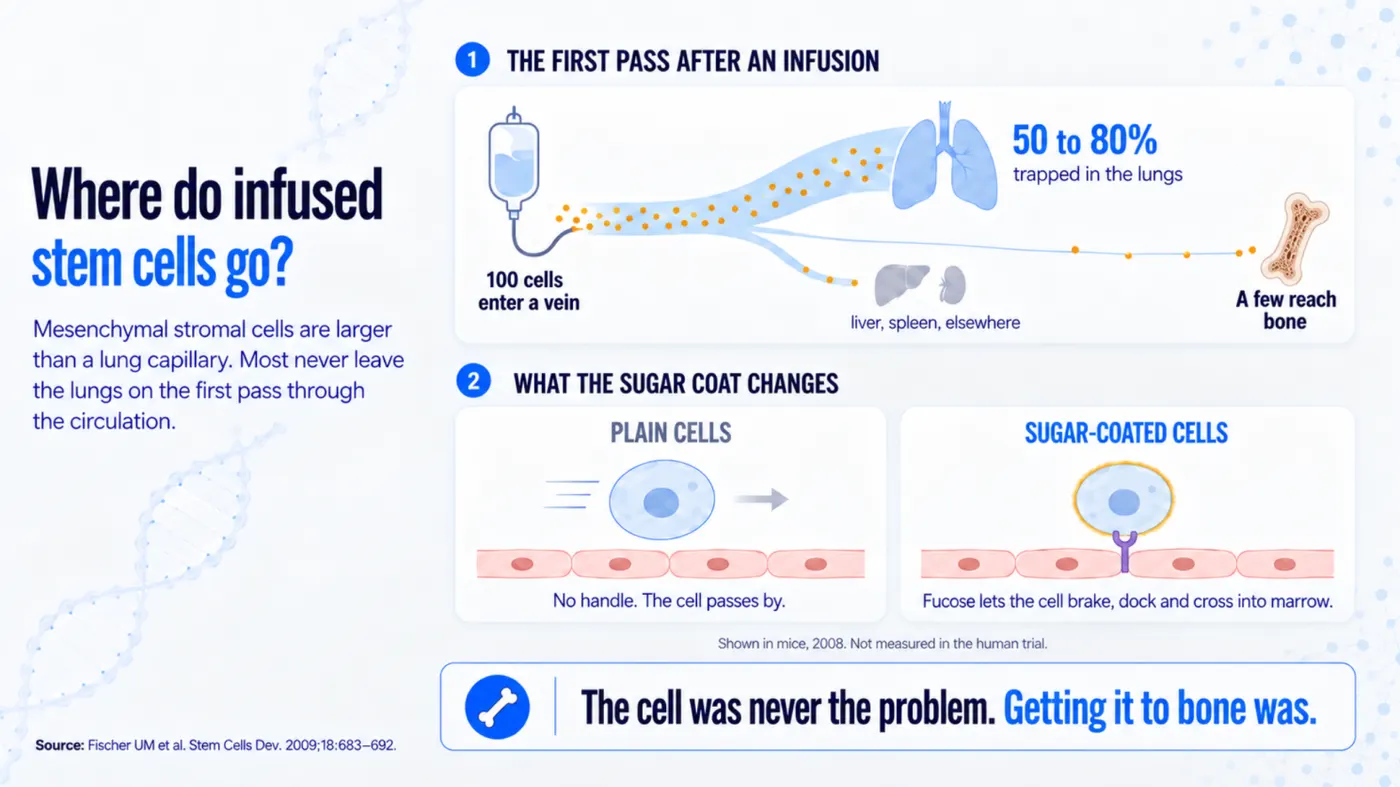 Where do infused
stem cells go?
Mesenchymal stromal cells are larger
than a lung capillary. Most never leave
the lungs on the first pass through
the circulation.
1 THE FIRST PASS AFTER AN INFUSION
100 cells
enter a vein
50 to 80%
trapped in the lungs
liver, spleen, elsewhere
A few reach
bone
2 WHAT THE SUGAR COAT CHANGES
PLAIN CELLS
No handle. The cell passes by.
SUGAR-COATED CELLS
Fucose lets the cell brake, dock and cross into marrow.
Shown in mice, 2008. Not measured in the human trial.
The cell was never the problem. Getting it to bone was.
Source: Fischer UM et al. Stem Cells Dev. 2009;18:683–692.